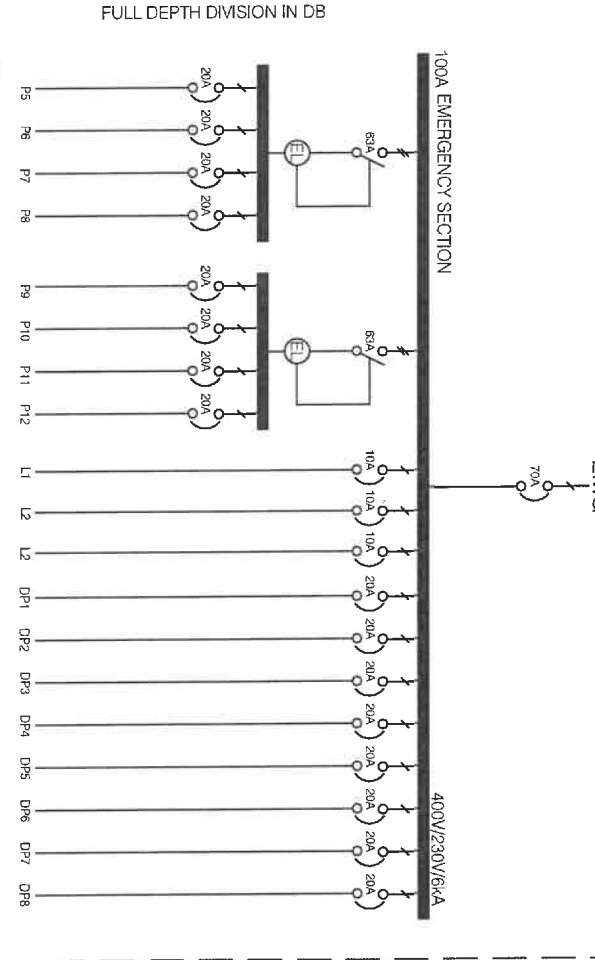 FULL DEPTH DIVISION IN DB
100A EMERGENCY SECTION
400V/230V/6kA
70A
63A
EL
20A
P5
20A
P6
20A
P7
20A
P8
63A
EL
20A
P9
20A
P10
20A
P11
20A
P12
10A
L1
10A
L2
10A
L2
20A
DP1
20A
DP2
20A
DP3
20A
DP4
20A
DP5
20A
DP6
20A
DP7
20A
DP8